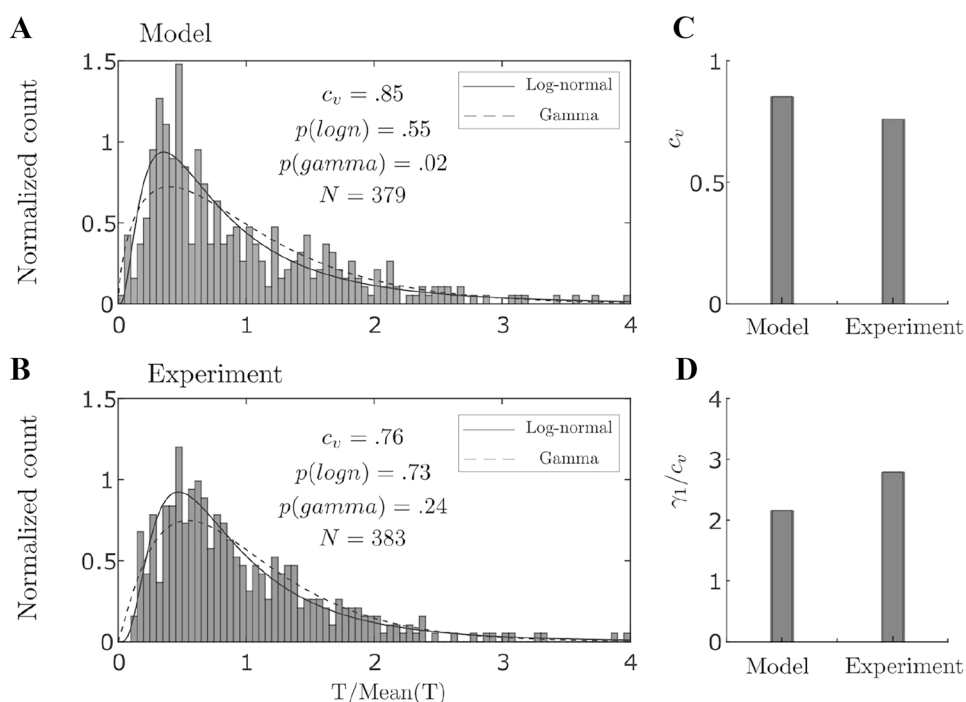 A
Model
Normalized count
1.5
1
0.5
0
0
1
2
3
4
c_v = .85
p(logn) = .55
p(gamma) = .02
N = 379
Log-normal
Gamma
B
Experiment
Normalized count
1.5
1
0.5
0
0
1
2
3
4
T/Mean(T)
c_v = .76
p(logn) = .73
p(gamma) = .24
N = 383
Log-normal
Gamma
C
c_v
1
0.5
0
Model
Experiment
D
γ₁/c_v
4
3
2
1
0
Model
Experiment